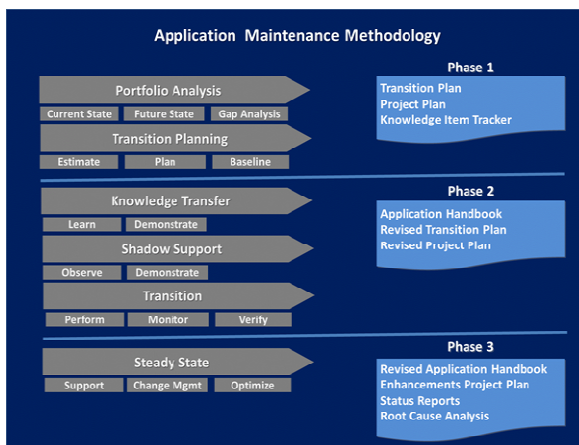 Application Maintenance Methodology
Phase 1
Portfolio Analysis
Current State Future State Gap Analysis
Transition Planning
Estimate Plan Baseline
Transition Plan
Project Plan
Knowledge Item Tracker
Phase 2
Knowledge Transfer
Learn Demonstrate
Shadow Support
Observe Demonstrate
Transition
Perform Monitor Verify
Application Handbook
Revised Transition Plan
Revised Project Plan
Phase 3
Steady State
Support Change Mgmt Optimize
Revised Application Handbook
Enhancements Project Plan
Status Reports
Root Cause Analysis